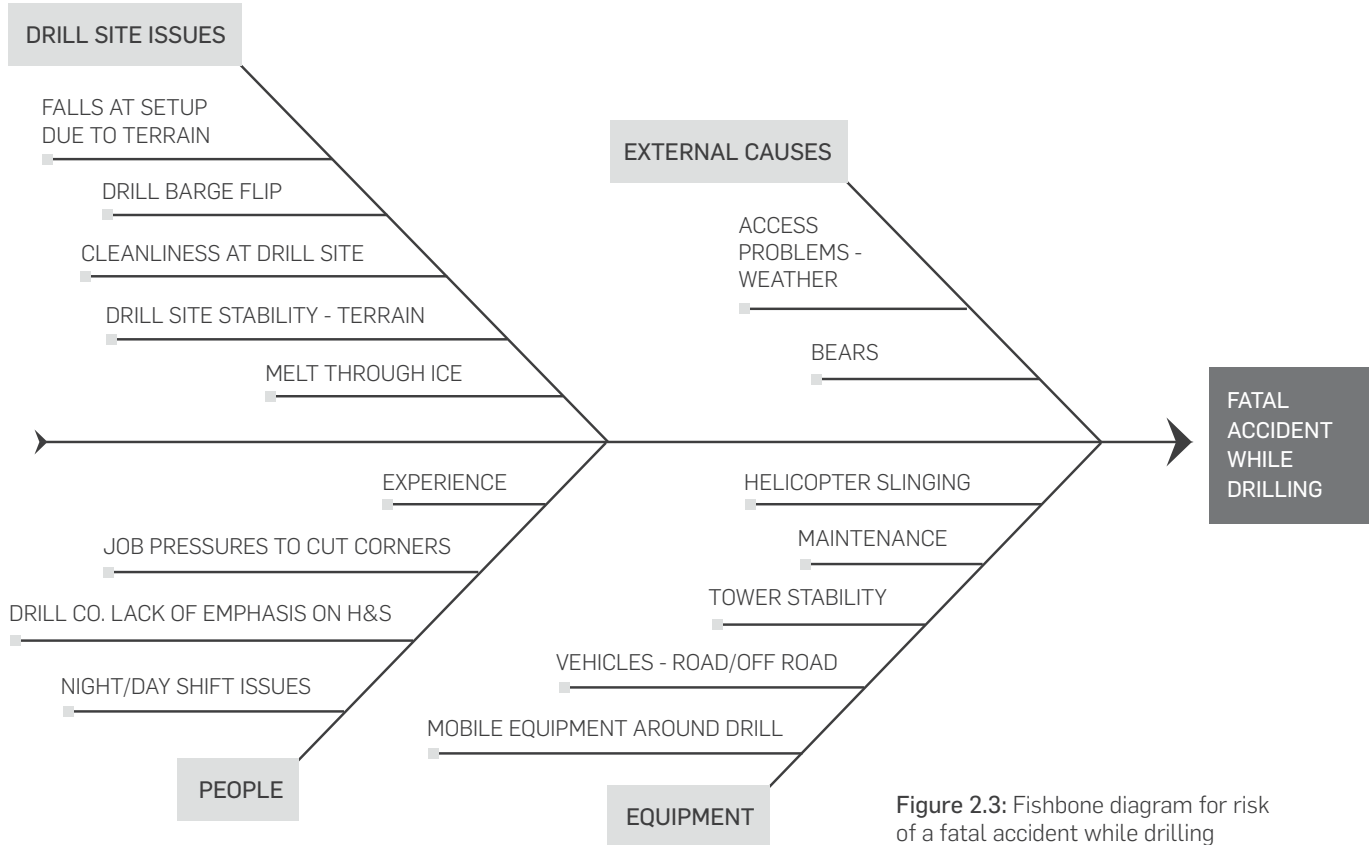 DRILL SITE ISSUES
FALLS AT SETUP
DUE TO TERRAIN
DRILL BARGE FLIP
CLEANLINESS AT DRILL SITE
DRILL SITE STABILITY - TERRAIN
MELT THROUGH ICE
EXTERNAL CAUSES
ACCESS
PROBLEMS -
WEATHER
BEARS
FATAL
ACCIDENT
WHILE
DRILLING
EXPERIENCE
JOB PRESSURES TO CUT CORNERS
DRILL CO. LACK OF EMPHASIS ON H&S
NIGHT/DAY SHIFT ISSUES
PEOPLE
HELICOPTER SLINGING
MAINTENANCE
TOWER STABILITY
VEHICLES - ROAD/OFF ROAD
MOBILE EQUIPMENT AROUND DRILL
EQUIPMENT
Figure 2.3: Fishbone diagram for risk
of a fatal accident while drilling